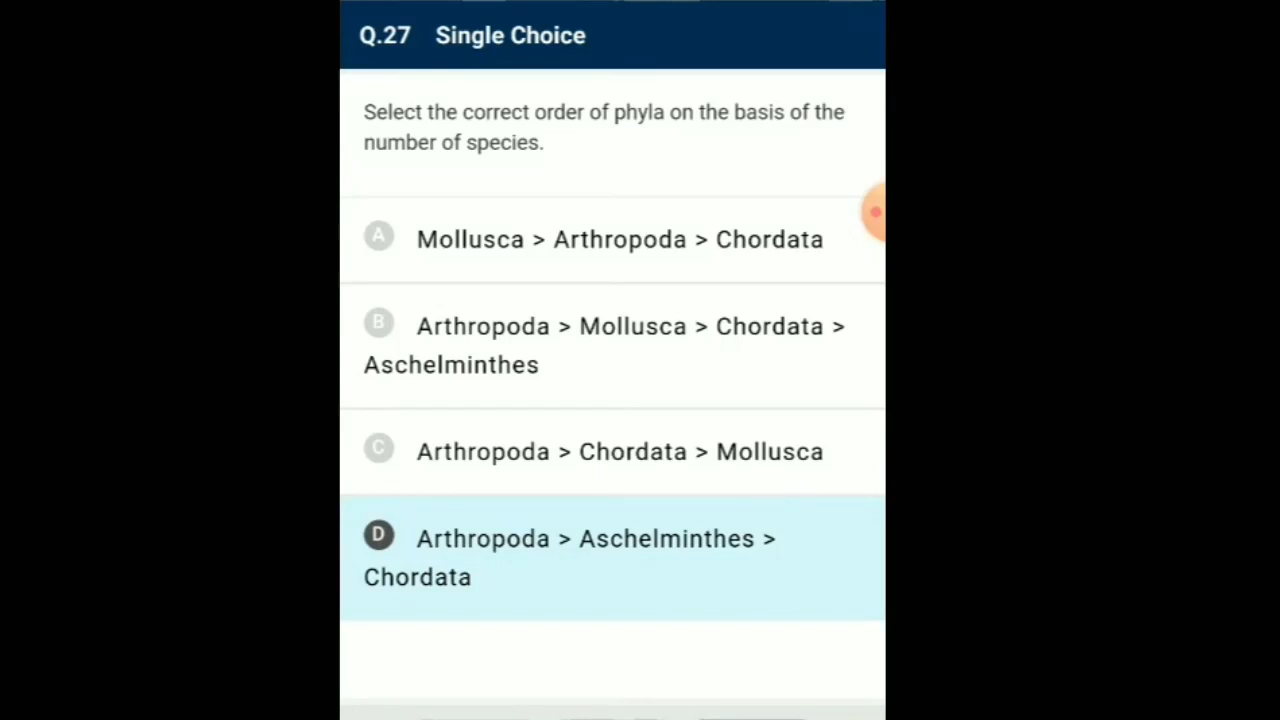 Q.27 Single Choice
Select the correct order of phyla on the basis of the
number of species.
A Mollusca > Arthropoda > Chordata
B Arthropoda > Mollusca > Chordata >
Aschelminthes
C Arthropoda > Chordata > Mollusca
D Arthropoda > Aschelminthes >
Chordata